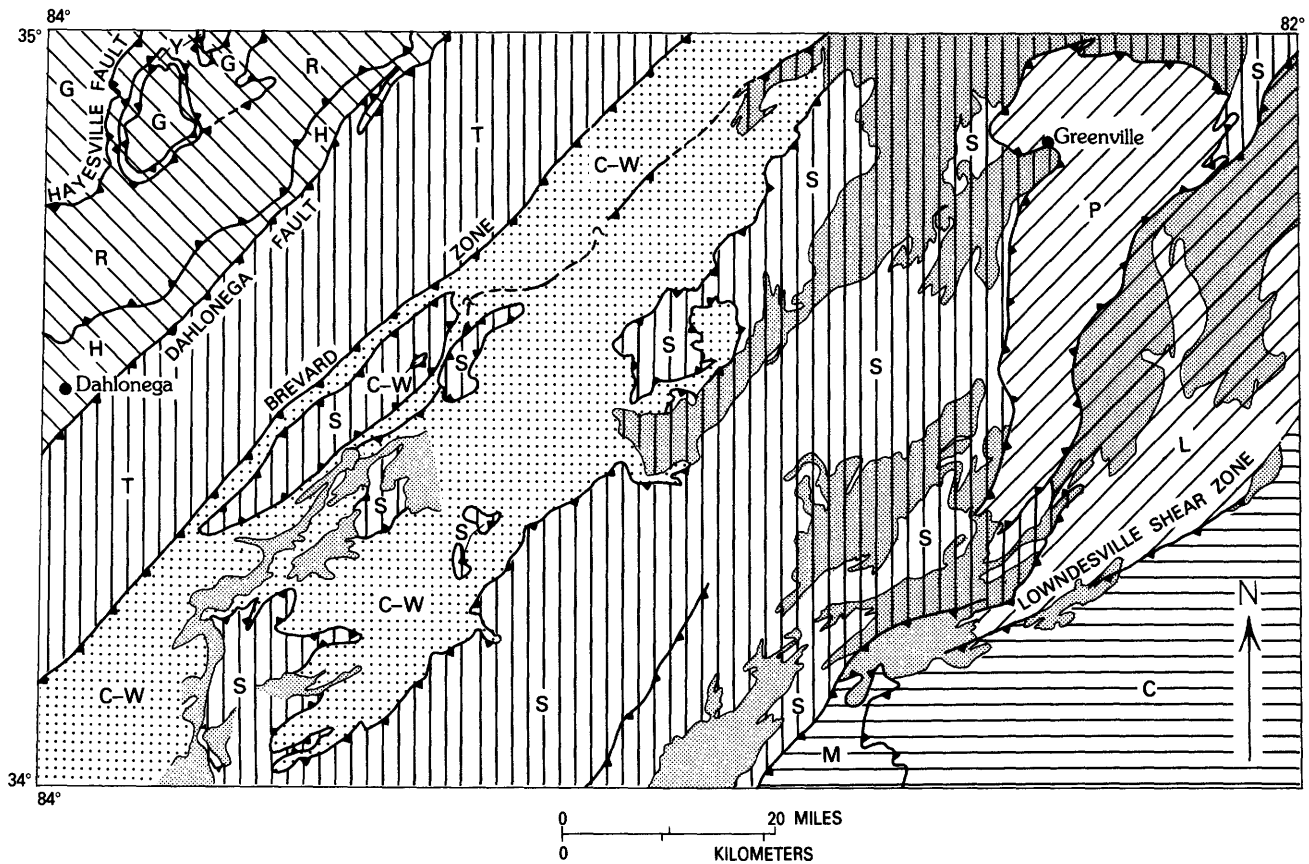 84°
82°
35°
G
Y
G
R
HAYESVILLE FAULT
G
H
T
C–W
S
S
S
Greenville
P
R
DAHLONEGA FAULT
BREVARD ZONE
H
Dahlonega
C–W
S
S
S
S
L
T
S
S
S
LOWNDESVILLE SHEAR ZONE
N
C–W
C–W
S
S
S
C
M
34°
84°
0 20 MILES
0 KILOMETERS